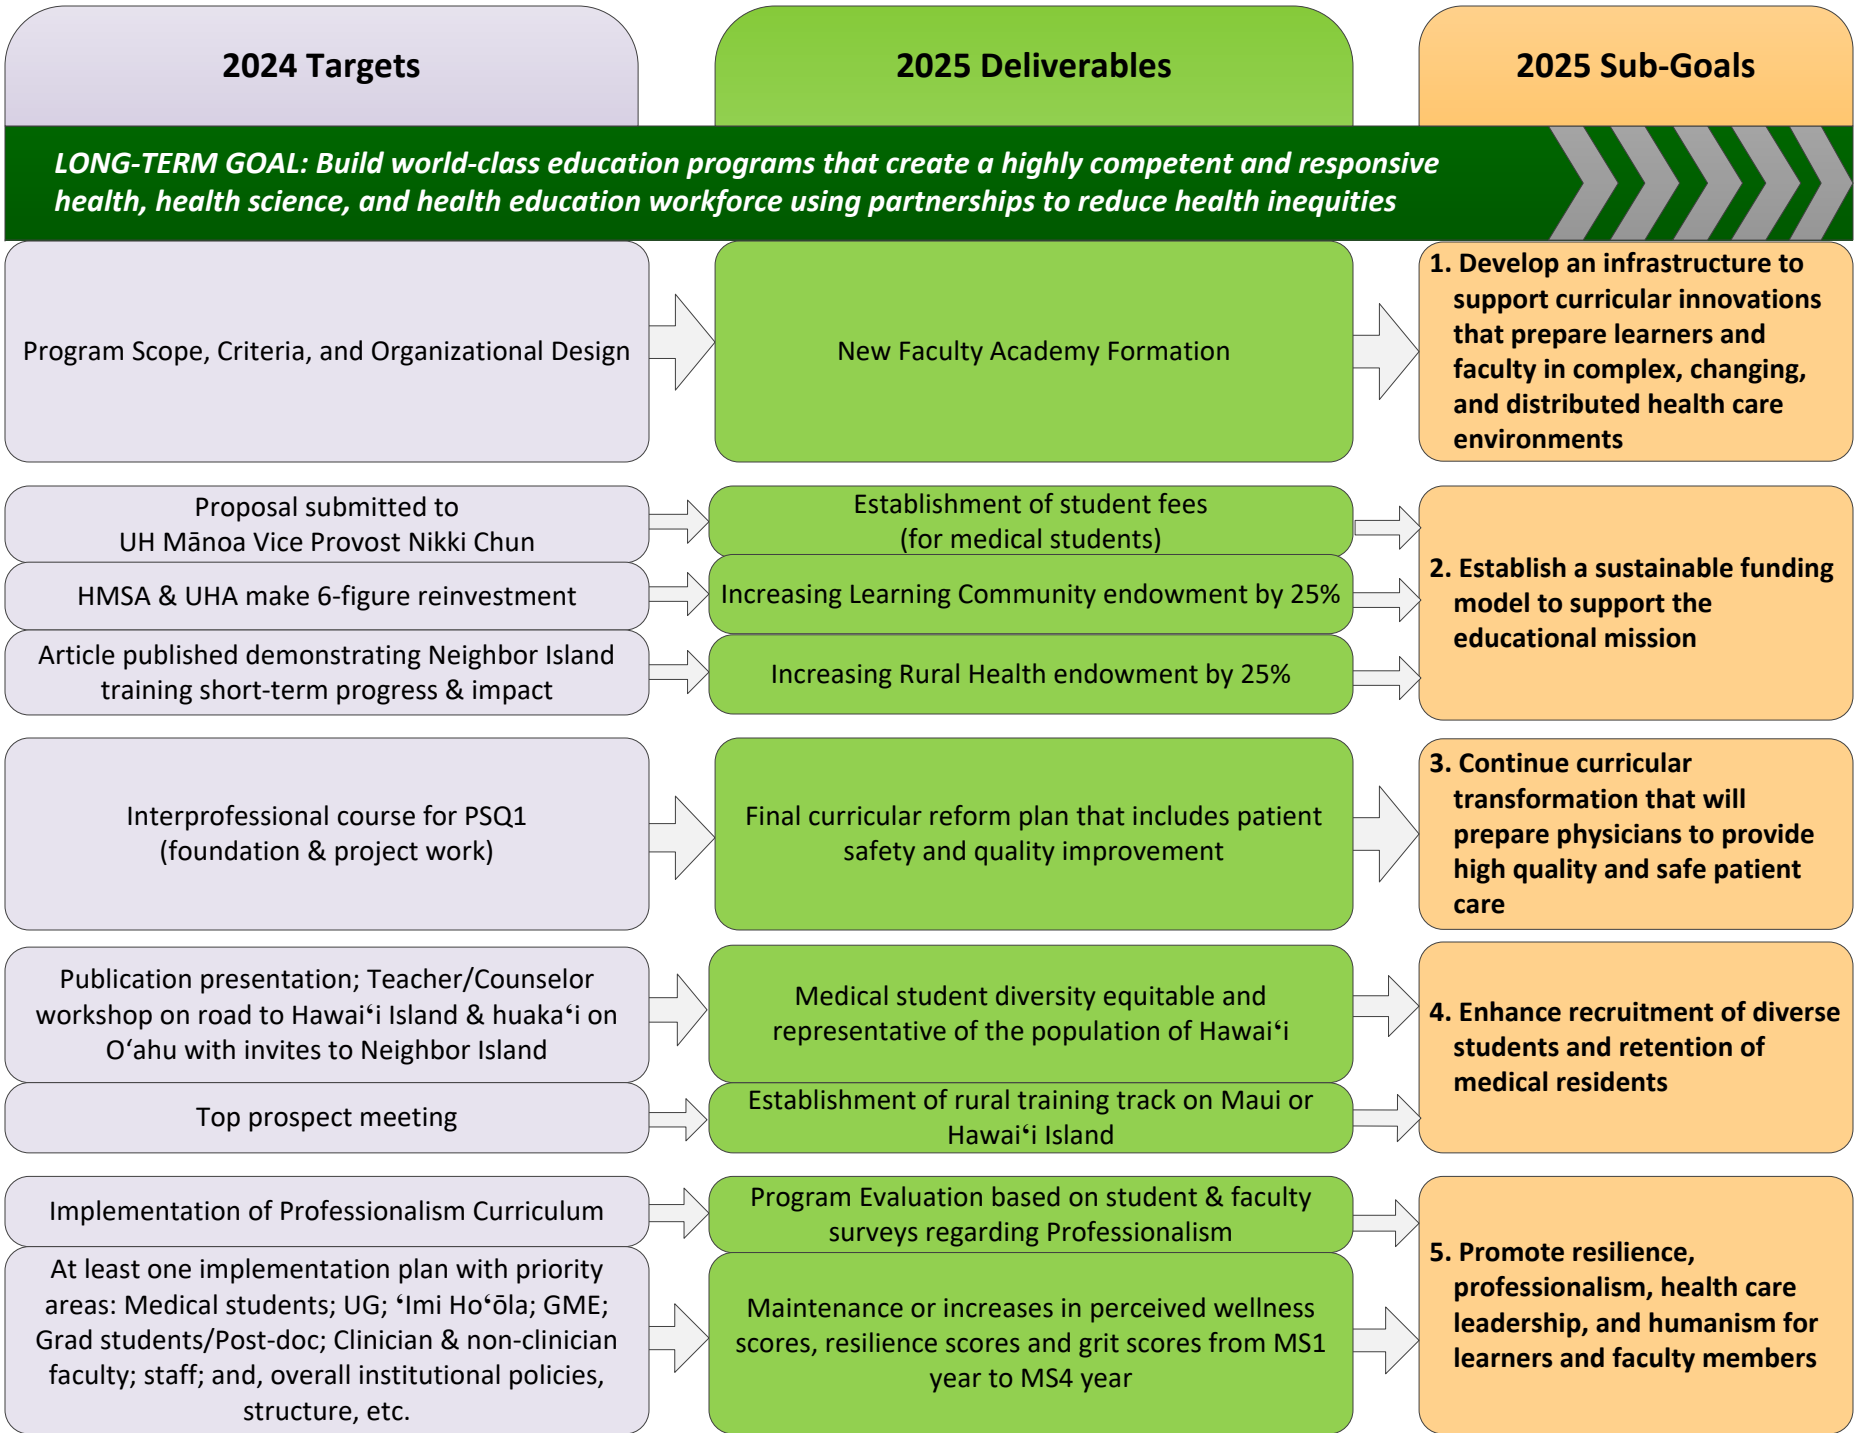 2024 Targets
2025 Deliverables
2025 Sub-Goals
LONG-TERM GOAL: Build world-class education programs that create a highly competent and responsive
health, health science, and health education workforce using partnerships to reduce health inequities
Program Scope, Criteria, and Organizational Design
New Faculty Academy Formation
1. Develop an infrastructure to
support curricular innovations
that prepare learners and
faculty in complex, changing,
and distributed health care
environments
Proposal submitted to
UH Mānoa Vice Provost Nikki Chun
Establishment of student fees
(for medical students)
HMSA & UHA make 6-figure reinvestment
Increasing Learning Community endowment by 25%
Article published demonstrating Neighbor Island
training short-term progress & impact
Increasing Rural Health endowment by 25%
2. Establish a sustainable funding
model to support the
educational mission
Interprofessional course for PSQ1
(foundation & project work)
Final curricular reform plan that includes patient
safety and quality improvement
3. Continue curricular
transformation that will
prepare physicians to provide
high quality and safe patient
care
Publication presentation; Teacher/Counselor
workshop on road to Hawaiʻi Island & huakaʻi on
Oʻahu with invites to Neighbor Island
Medical student diversity equitable and
representative of the population of Hawaiʻi
Top prospect meeting
Establishment of rural training track on Maui or
Hawaiʻi Island
4. Enhance recruitment of diverse
students and retention of
medical residents
Implementation of Professionalism Curriculum
Program Evaluation based on student & faculty
surveys regarding Professionalism
At least one implementation plan with priority
areas: Medical students; UG; ʻImi Hoʻōla; GME;
Grad students/Post-doc; Clinician & non-clinician
faculty; staff; and, overall institutional policies,
structure, etc.
Maintenance or increases in perceived wellness
scores, resilience scores and grit scores from MS1
year to MS4 year
5. Promote resilience,
professionalism, health care
leadership, and humanism for
learners and faculty members